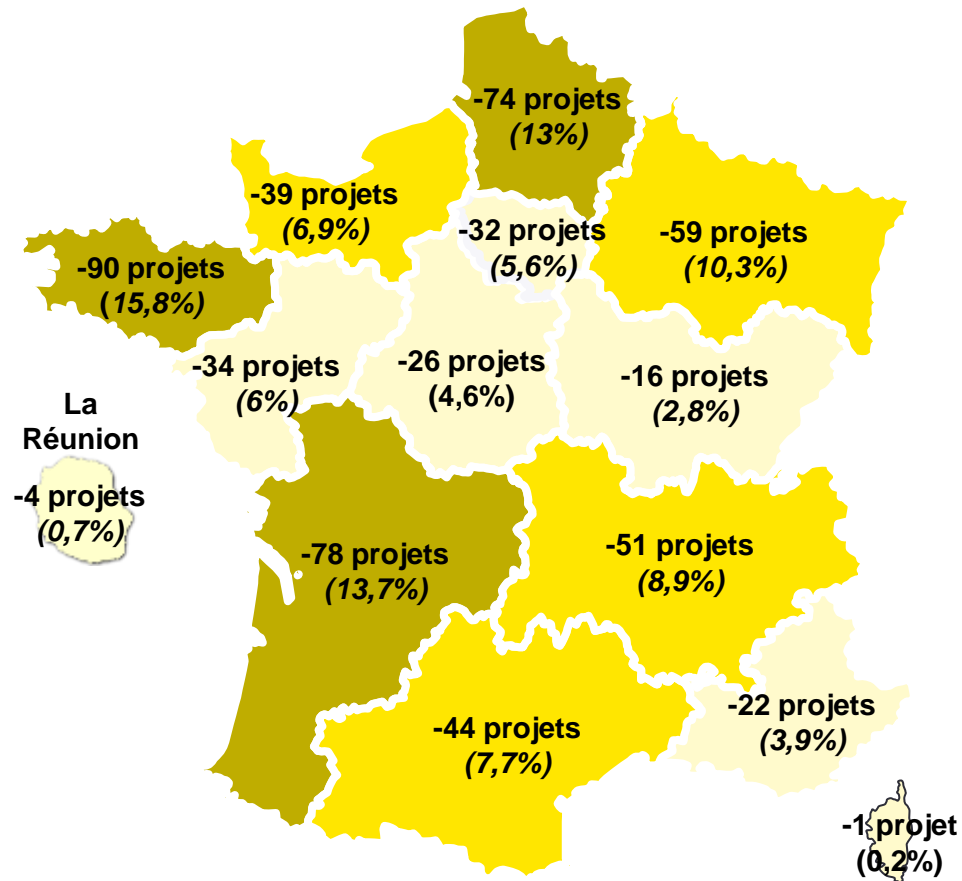 -74 projets
(13%)
-39 projets
(6,9%)
-32 projets
(5,6%)
-59 projets
(10,3%)
-90 projets
(15,8%)
-34 projets
(6%)
-26 projets
(4,6%)
-16 projets
(2,8%)
La
Réunion
-4 projets
(0,7%)
-78 projets
(13,7%)
-51 projets
(8,9%)
-44 projets
(7,7%)
-22 projets
(3,9%)
-1 projet
(0,2%)